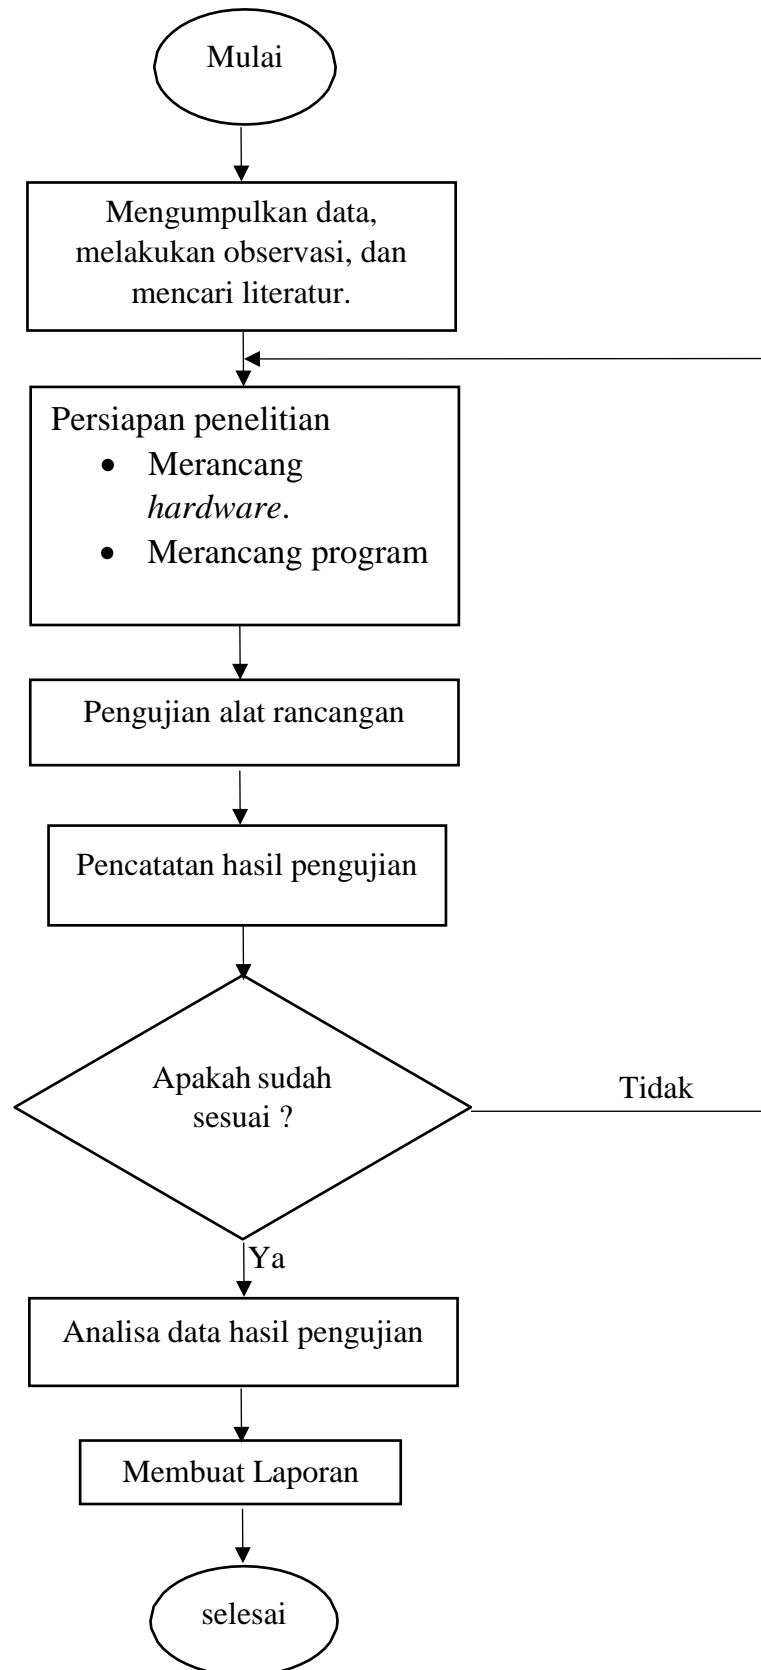 Mulai
Mengumpulkan data,
melakukan observasi, dan
mencari literatur.
Persiapan penelitian
• Merancang
hardware.
• Merancang program
Pengujian alat rancangan
Pencatatan hasil pengujian
Apakah sudah
sesuai ?
Tidak
Ya
Analisa data hasil pengujian
Membuat Laporan
selesai